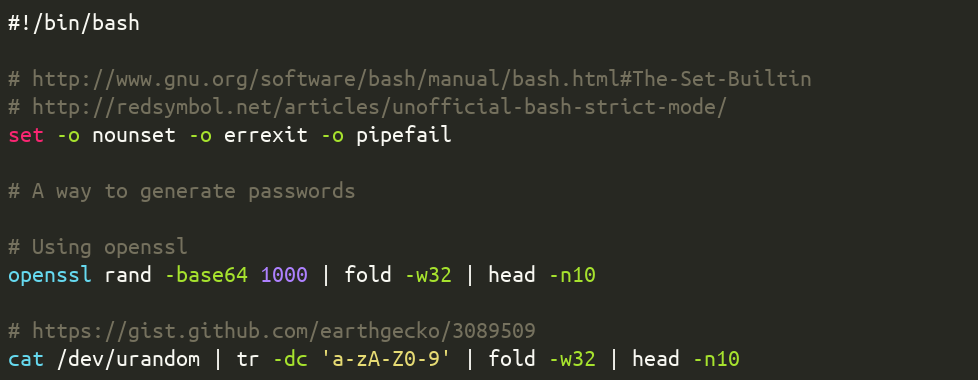 #!/bin/bash
# http://www.gnu.org/software/bash/manual/bash.html#The-Set-Builtin
# http://redsymbol.net/articles/unofficial-bash-strict-mode/
set -o nounset -o errexit -o pipefail
# A way to generate passwords
# Using openssl
openssl rand -base64 1000 | fold -w32 | head -n10
# https://gist.github.com/earthgecko/3089509
cat /dev/urandom | tr -dc 'a-zA-Z0-9' | fold -w32 | head -n10